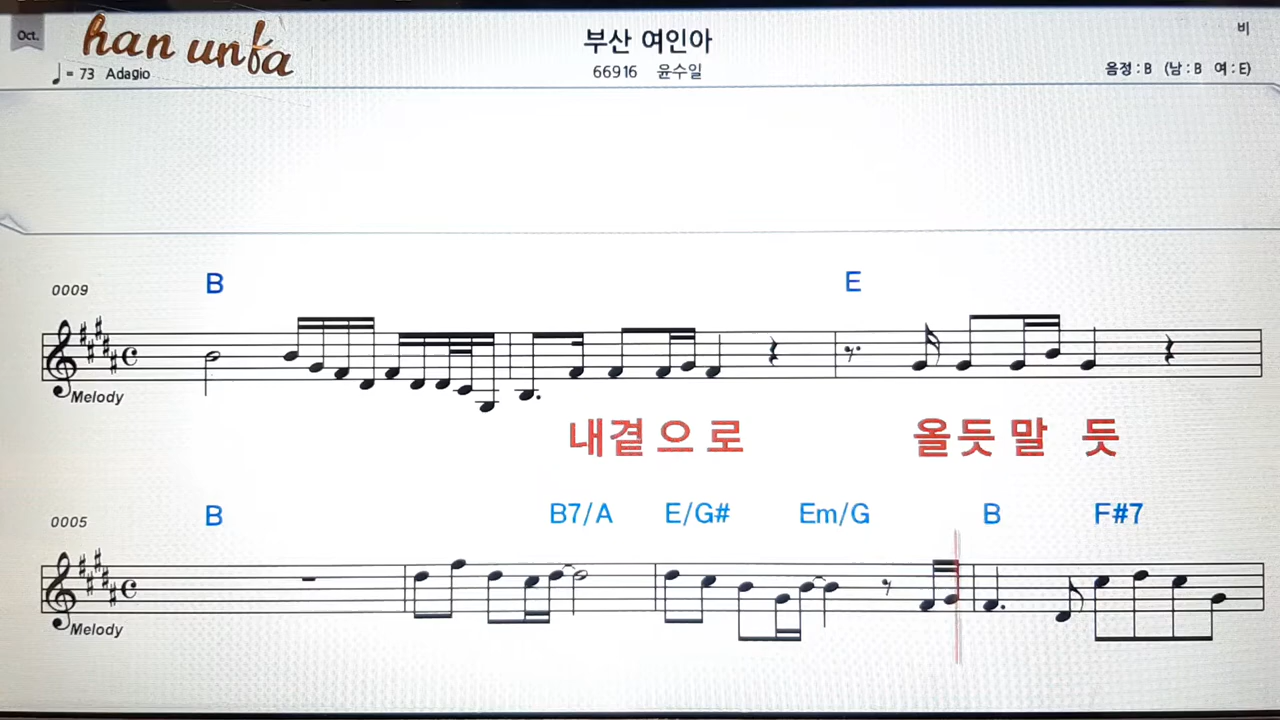 Oct.
han unfa
부산 여인아
비
♩ = 73 Adagio
66916 윤수일
음정 : B (남 : B 여 : E)
0009
B E
Melody
내곁 으 로 올듯 말 듯
0005
B B7/A E/G# Em/G B F#7
Melody